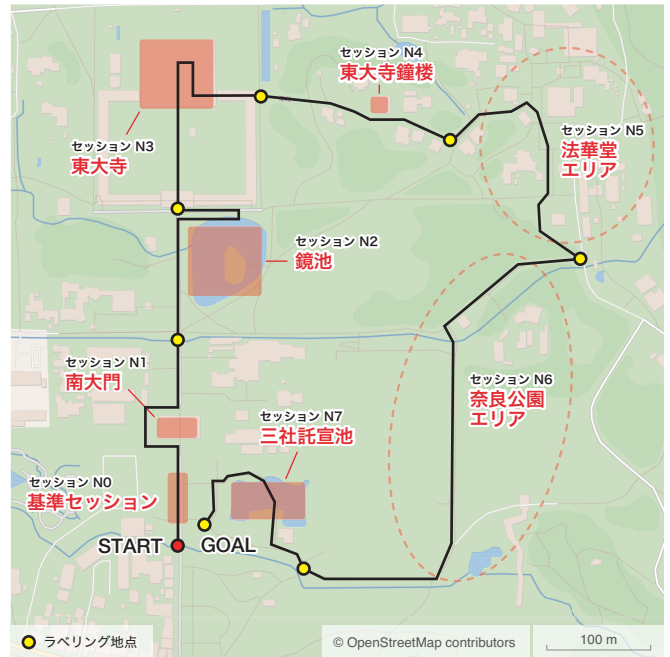 セッション N4
東大寺鐘楼
セッション N3
東大寺
セッション N5
法華堂
エリア
セッション N2
鏡池
セッション N1
南大門
セッション N6
奈良公園
エリア
セッション N7
三社託宣池
セッション N0
基準セッション
START
GOAL
ラベリング地点
© OpenStreetMap contributors
100 m